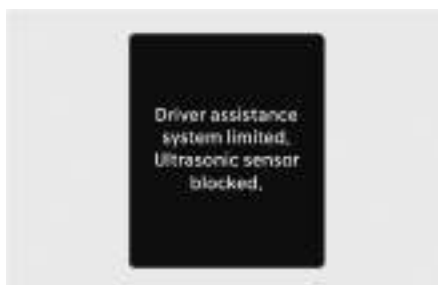 Driver assistance
system limited.
Ultrasonic sensor
blocked.